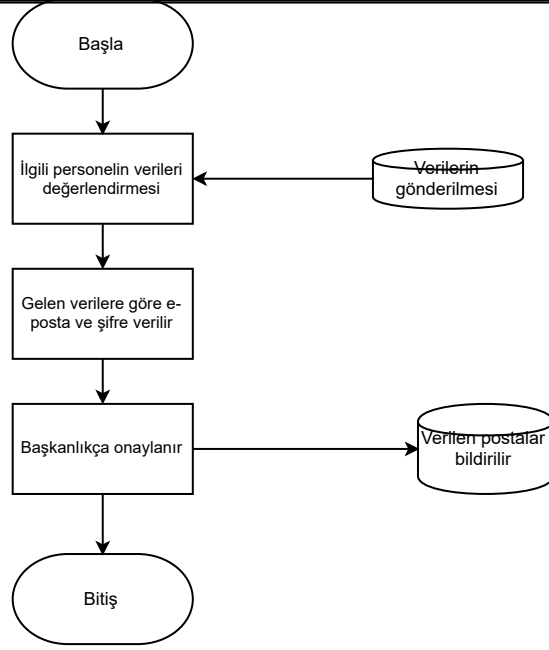 Başla
İlgili personelin verileri
değerlendirmesi
Verilerin
gönderilmesi
Gelen verilere göre e-
posta ve şifre verilir
Başkanlıkça onaylanır
Verilen postalar
bildirilir
Bitiş